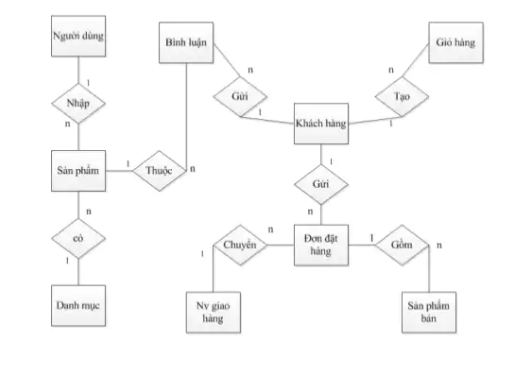 Người dùng
Bình luận
Giỏ hàng
1
n
n
Nhập
Gửi
Tạo
n
1
Khách hàng
1
Sản phẩm
1
Thuộc
n
1
Gửi
n
n
có
1
Chuyển
n
Đơn đặt
hàng
1
Gồm
n
1
Danh mục
Nv giao
hàng
Sản phẩm
bán